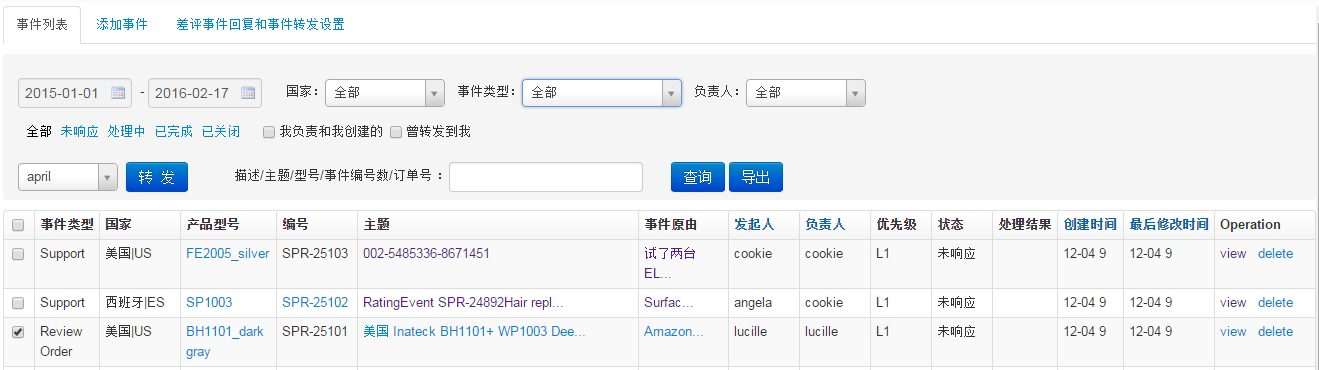 事件列表 添加事件 差评事件回复和事件转发设置
2015-01-01 - 2016-02-17 国家： 全部 事件类型： 全部 负责人： 全部
全部 未响应 处理中 已完成 已关闭 我负责和我创建的 曾转发到我
april 转 发 描述/主题/型号/事件编号数/订单号 ： 查询 导出
事件类型 国家 产品型号 编号 主题 事件原由 发起人 负责人 优先级 状态 处理结果 创建时间 最后修改时间 Operation
Support 美国|US FE2005_silver SPR-25103 002-5485336-8671451 试了两台 cookie cookie L1 未响应 12-04 9 12-04 9 view delete
EL...
Support 西班牙|ES SP1003 SPR-25102 RatingEvent SPR-24892Hair repl... Surfac... angela cookie L1 未响应 12-04 9 12-04 9 view delete
Review 美国|US BH1101_dark SPR-25101 美国 Inateck BH1101+ WP1003 Dee... Amazon... lucille lucille L1 未响应 12-04 9 12-04 9 view delete
Order gray